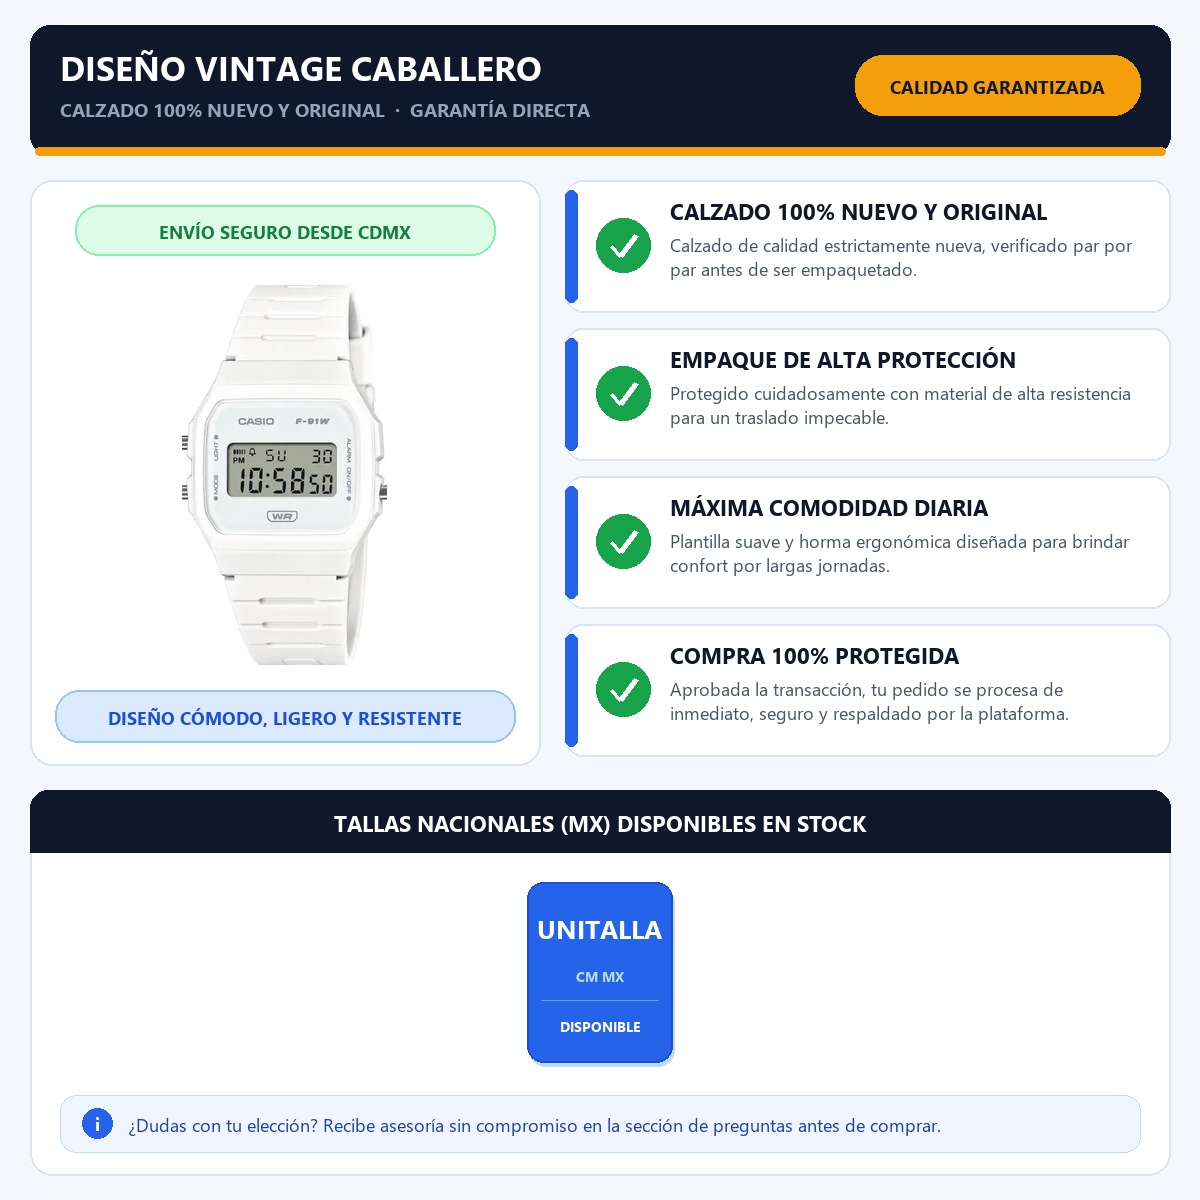 DISEÑO VINTAGE CABALLERO
CALZADO 100% NUEVO Y ORIGINAL · GARANTÍA DIRECTA
CALIDAD GARANTIZADA
ENVÍO SEGURO DESDE CDMX
CASIO F-91W
LIGHT
MODE
ALARM ON/OFF
PM SU 30
10:58 50
WR
DISEÑO CÓMODO, LIGERO Y RESISTENTE
CALZADO 100% NUEVO Y ORIGINAL
Calzado de calidad estrictamente nueva, verificado par por
par antes de ser empaquetado.
EMPAQUE DE ALTA PROTECCIÓN
Protegido cuidadosamente con material de alta resistencia
para un traslado impecable.
MÁXIMA COMODIDAD DIARIA
Plantilla suave y horma ergonómica diseñada para brindar
confort por largas jornadas.
COMPRA 100% PROTEGIDA
Aprobada la transacción, tu pedido se procesa de
inmediato, seguro y respaldado por la plataforma.
TALLAS NACIONALES (MX) DISPONIBLES EN STOCK
UNITALLA
CM MX
DISPONIBLE
¿Dudas con tu elección? Recibe asesoría sin compromiso en la sección de preguntas antes de comprar.